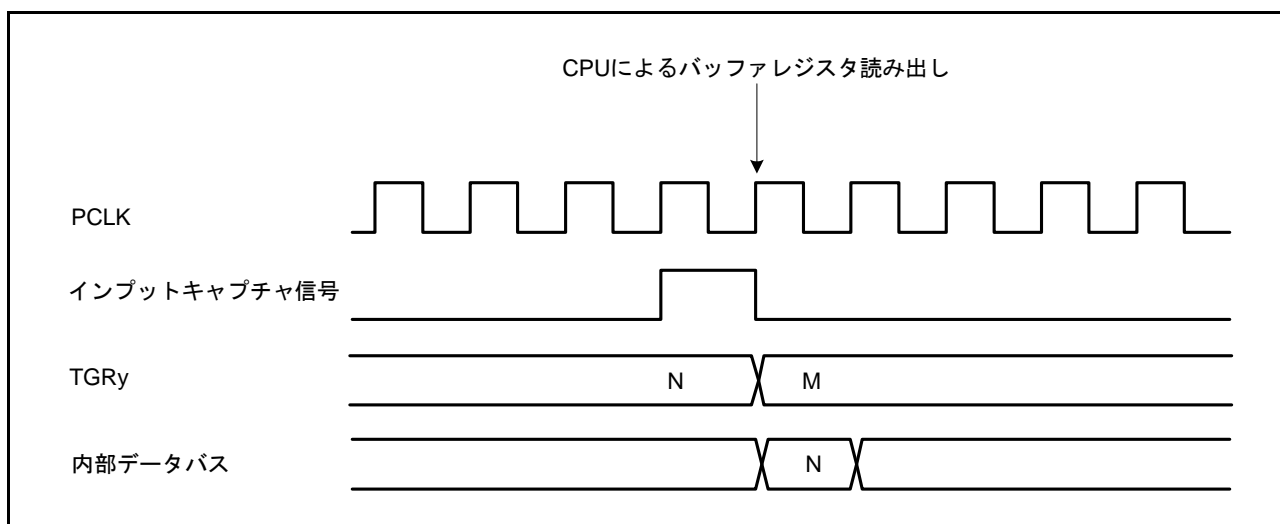 CPUによるバッファレジスタ読み出し
PCLK
インプットキャプチャ信号
TGRy
N
M
内部データバス
N